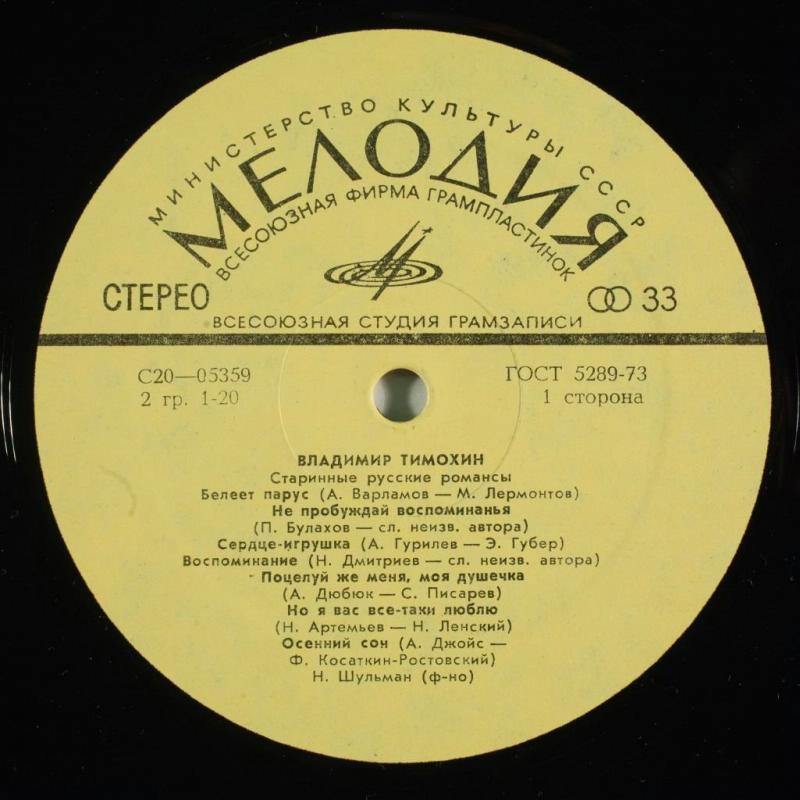 МИНИСТЕРСТВО КУЛЬТУРЫ СССР
МЕЛОДИЯ
ВСЕСОЮЗНАЯ ФИРМА ГРАМПЛАСТИНОК
СТЕРЕО
33
ВСЕСОЮЗНАЯ СТУДИЯ ГРАМЗАПИСИ
С20—05359
ГОСТ 5289-73
2 гр. 1-20
1 сторона
ВЛАДИМИР ТИМОХИН
Старинные русские романсы
Белеет парус (А. Варламов — М. Лермонтов)
Не пробуждай воспоминанья
(П. Булахов — сл. неизв. автора)
Сердце-игрушка (А. Гурилев — Э. Губер)
Воспоминание (Н. Дмитриев — сл. неизв. автора)
Поцелуй же меня, моя душечка
(А. Дюбюк — С. Писарев)
Но я вас все-таки люблю
(Н. Артемьев — Н. Ленский)
Осенний сон (А. Джойс —
Ф. Косаткин-Ростовский)
Н. Шульман (ф-но)